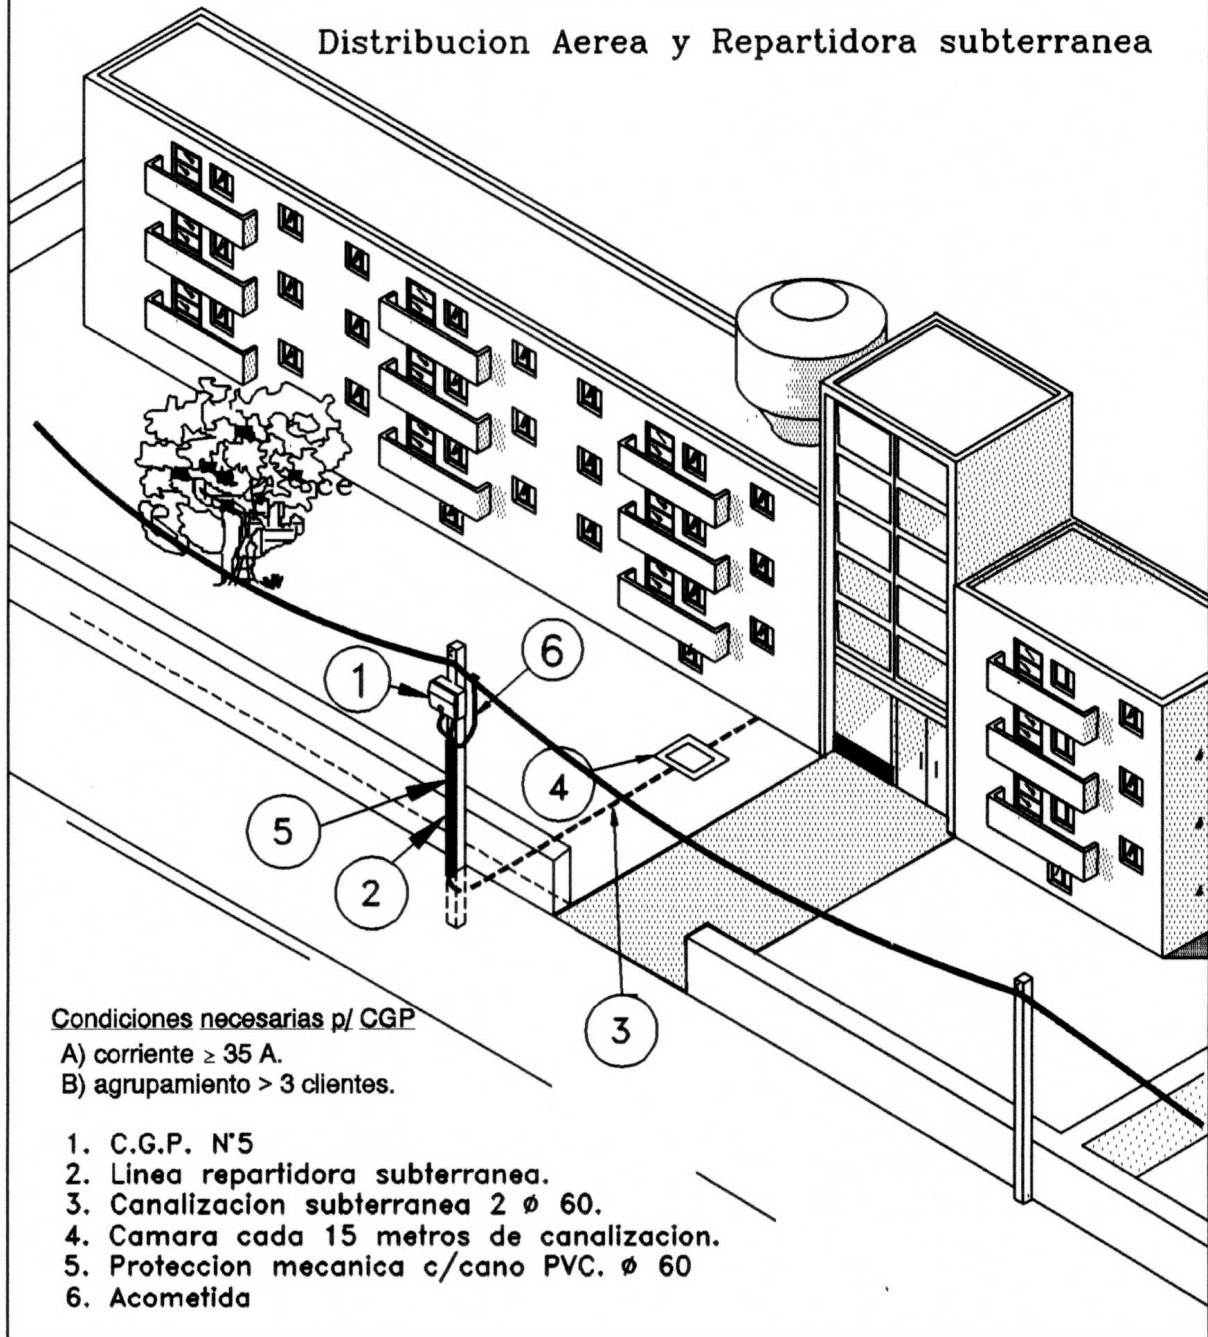 Distribucion Aerea y Repartidora subterranea
ce
6
1
4
5
2
3
Condiciones necesarias p/ CGP
A) corriente ≥ 35 A.
B) agrupamiento > 3 clientes.
1. C.G.P. N°5
2. Linea repartidora subterranea.
3. Canalizacion subterranea 2 ø 60.
4. Camara cada 15 metros de canalizacion.
5. Proteccion mecanica c/cano PVC. ø 60
6. Acometida